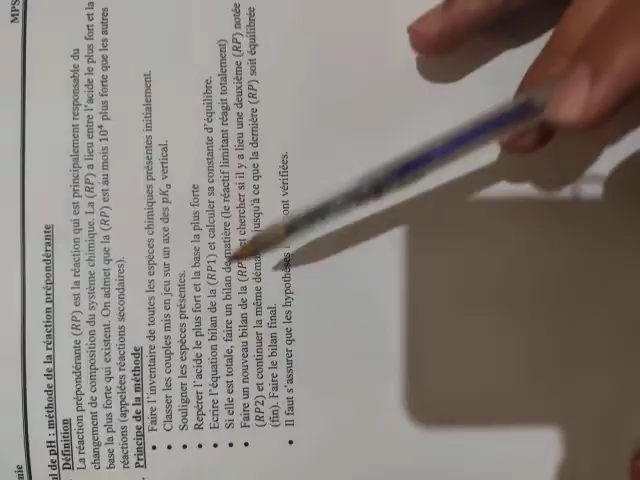 MPS
nie
l de pH : méthode de la réaction prépondérante
Définition
La réaction prépondérante (RP) est la réaction qui est principalement responsable du
changement de composition du système chimique. La (RP) a lieu entre l'acide le plus fort et la
base la plus forte qui existent. On admet que la (RP) est au mois 10⁴ plus forte que les autres
réactions (appelées réactions secondaires).
Principe de la méthode
• Faire l'inventaire de toutes les espèces chimiques présentes initialement.
• Classer les couples mis en jeu sur un axe des pKₐ vertical.
• Souligner les espèces présentes.
• Repérer l'acide le plus fort et la base la plus forte
• Ecrire l'équation bilan de la (RP1) et calculer sa constante d'équilibre.
• Si elle est totale, faire un bilan de matière (le réactif limitant réagit totalement)
• Faire un nouveau bilan de la (RP et chercher si il y a lieu une deuxième (RP) notée
(RP2) et continuer la même déma jusqu'à ce que la dernière (RP) soit équilibrée
(fin). Faire le bilan final.
• Il faut s'assurer que les hypothèses ont vérifiées.